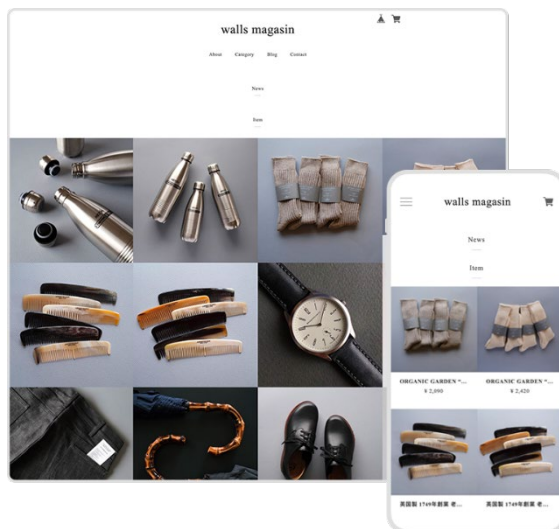 walls magasin
About Category Blog Contact
News
Item
walls magasin
News
Item
ORGANIC GARDEN “...
¥ 2,090
ORGANIC GARDEN “...
¥ 2,420
英国製 1749年創業 老...
英国製 1749年創業 老...